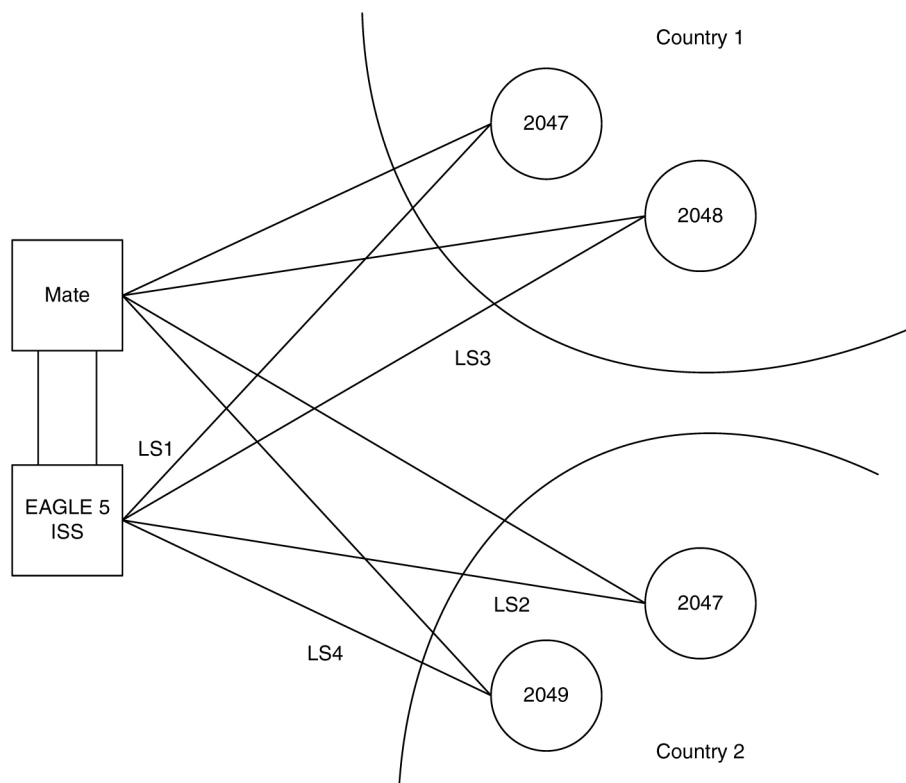 Country 1
2047
2048
Mate
LS3
LS1
EAGLE 5
ISS
LS2
2047
LS4
2049
Country 2